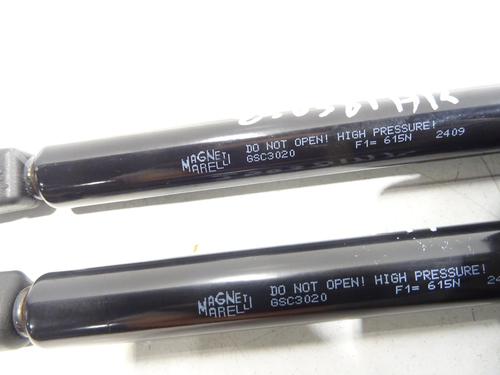 MAGNETI
MARELLI
DO NOT OPEN! HIGH PRESSURE!
GSC3020 F1= 615N 2409
MAGNETI
MARELLI
DO NOT OPEN! HIGH PRESSURE!
GSC3020 F1= 615N 24